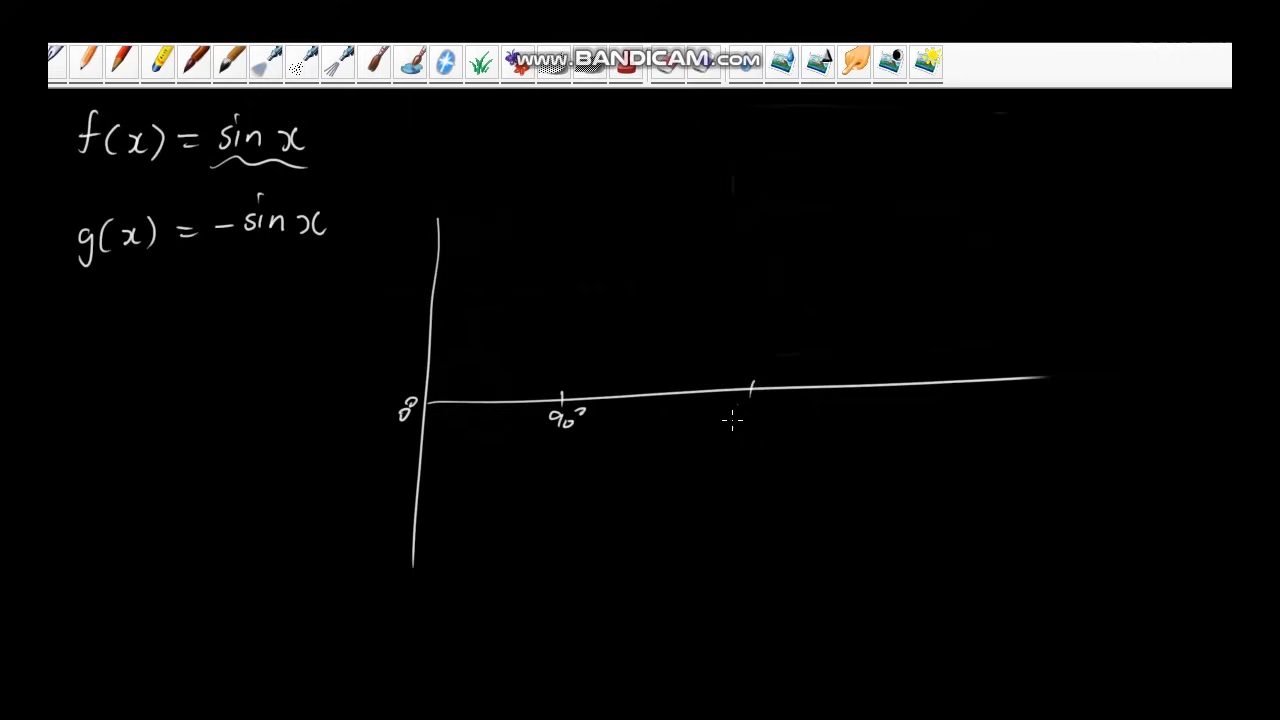 www.BANDICAM.com
f(x) = sin x
g(x) = - sin x
0°
90°